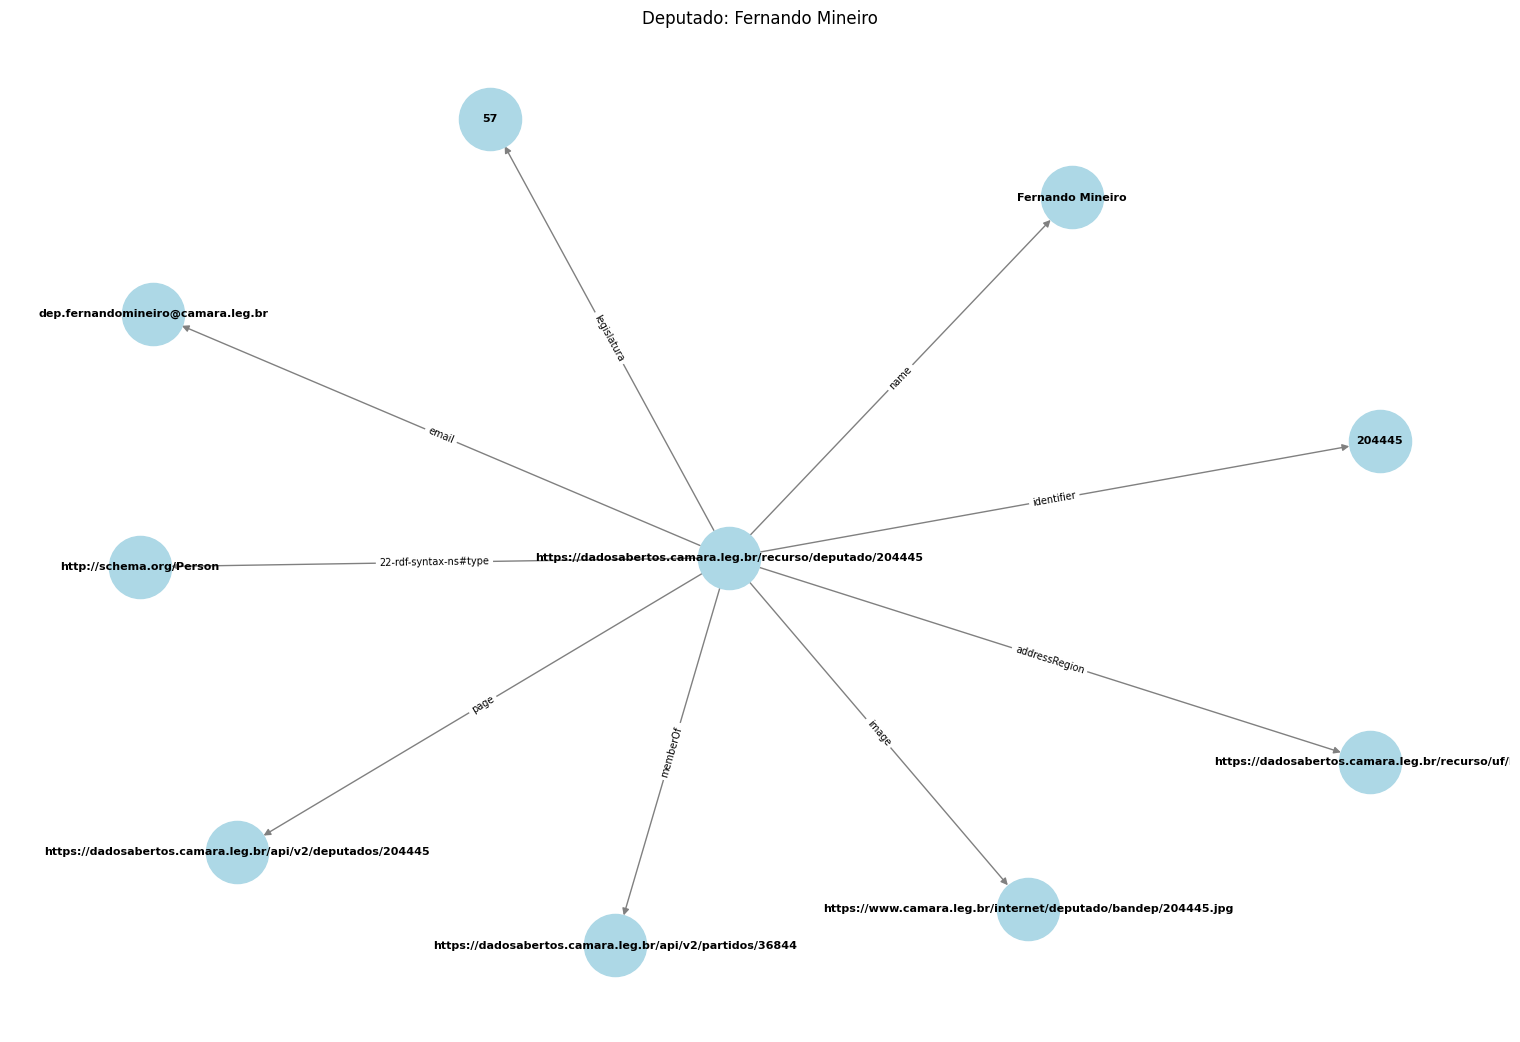 Deputado: Fernando Mineiro
57
Fernando Mineiro
dep.fernandomineiro@camara.leg.br
legislatura
name
email
204445
identifier
http://schema.org/Person
22-rdf-syntax-ns#type
https://dadosabertos.camara.leg.br/recurso/deputado/204445
addressRegion
page
image
memberOf
https://dadosabertos.camara.leg.br/recurso/uf/
https://dadosabertos.camara.leg.br/api/v2/deputados/204445
https://www.camara.leg.br/internet/deputado/bandep/204445.jpg
https://dadosabertos.camara.leg.br/api/v2/partidos/36844